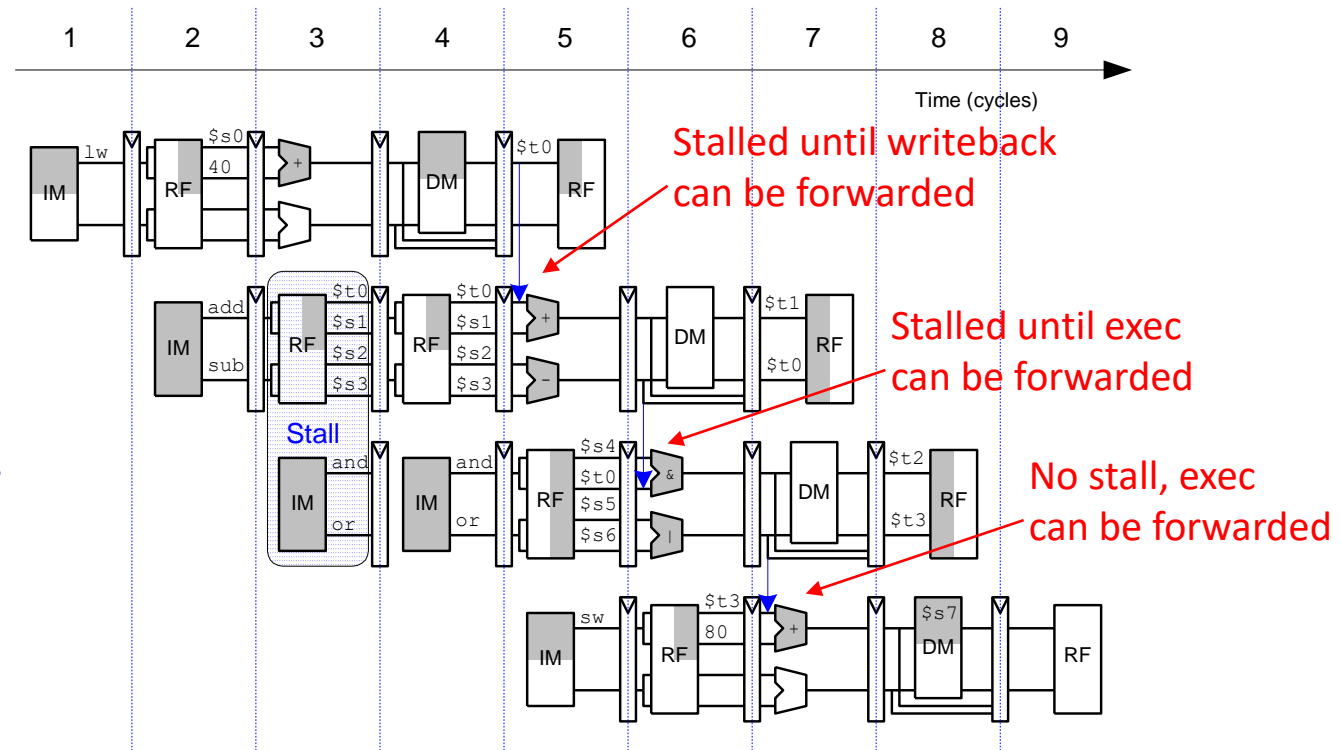 1 2 3 4 5 6 7 8 9
Time (cycles)
Stalled until writeback
can be forwarded
lw
$s0
40
+
$t0
IM
RF
DM
RF
add
sub
$t0
$s1
$s2
$s3
$t0
$s1
$s2
$s3
+
-
$t1
$t0
IM
RF
RF
DM
RF
Stalled until exec
can be forwarded
Stall
and
or
and
or
$s4
$t0
$s5
$s6
&
|
$t2
$t3
IM
IM
RF
DM
RF
No stall, exec
can be forwarded
sw
$t3
80
+
$s7
IM
RF
DM
RF